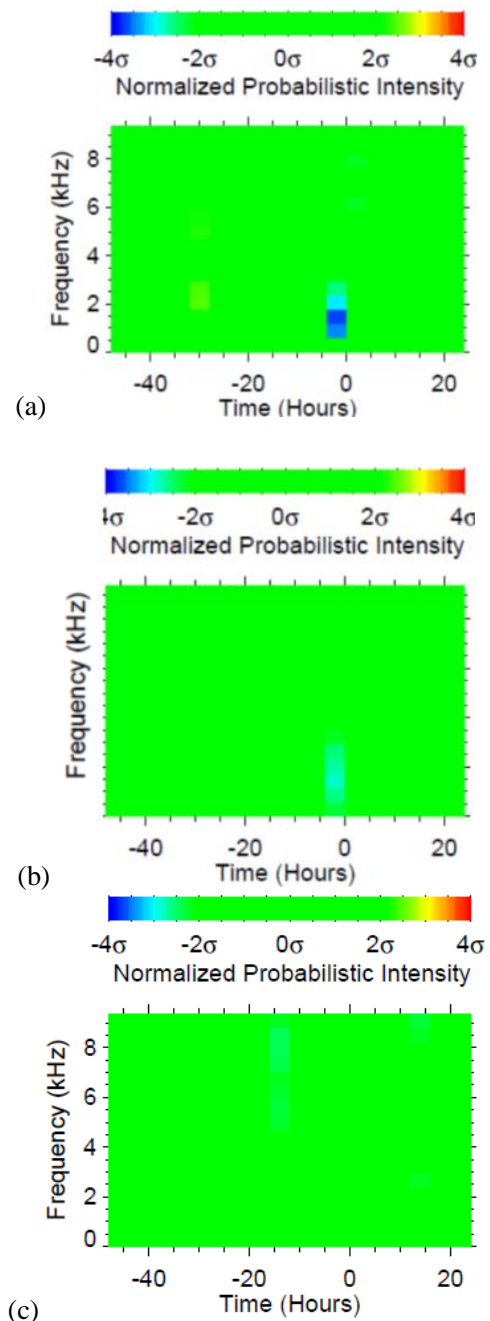 -4σ -2σ 0σ 2σ 4σ
Normalized Probabilistic Intensity
Frequency (kHz)
8
6
4
2
0
-40 -20 0 20
Time (Hours)
(a)
4σ -2σ 0σ 2σ 4σ
Normalized Probabilistic Intensity
Frequency (kHz)
-40 -20 0 20
Time (Hours)
(b)
-4σ -2σ 0σ 2σ 4σ
Normalized Probabilistic Intensity
Frequency (kHz)
8
6
4
2
0
-40 -20 0 20
Time (Hours)
(c)